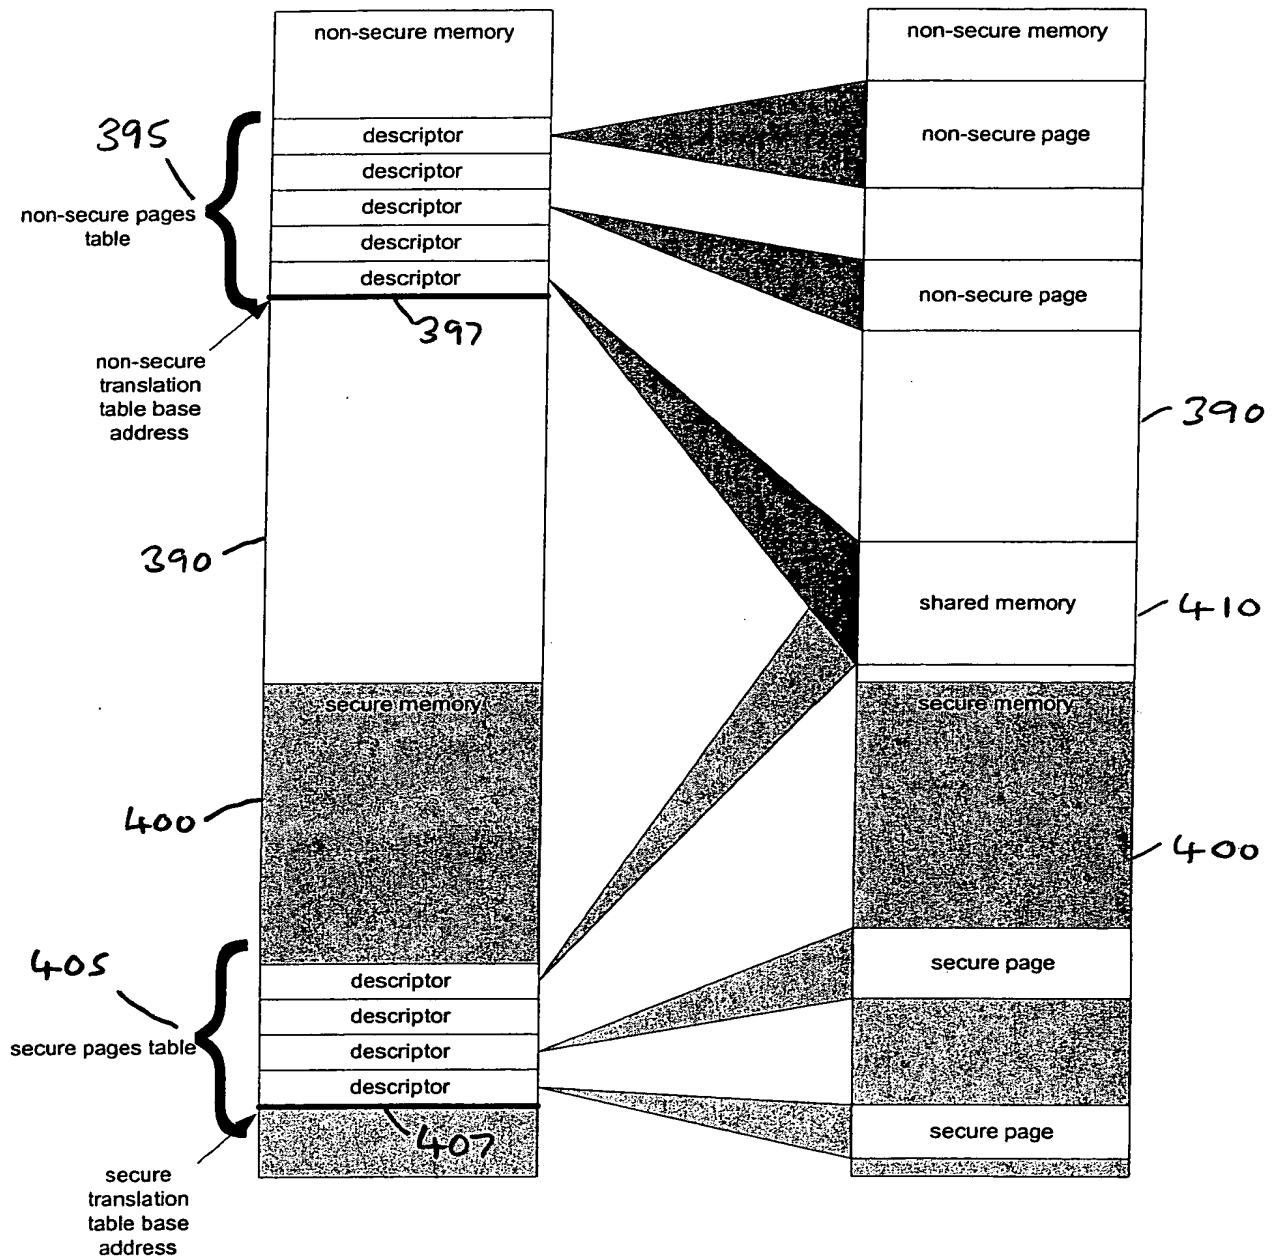 non-secure memory
non-secure memory
395
descriptor
non-secure page
descriptor
non-secure pages
table
descriptor
descriptor
descriptor
non-secure page
397
non-secure
translation
table base
address
390
390
shared memory
410
secure memory
secure memory
400
400
405
descriptor
secure page
descriptor
secure pages table
descriptor
descriptor
secure page
407
secure
translation
table base
address